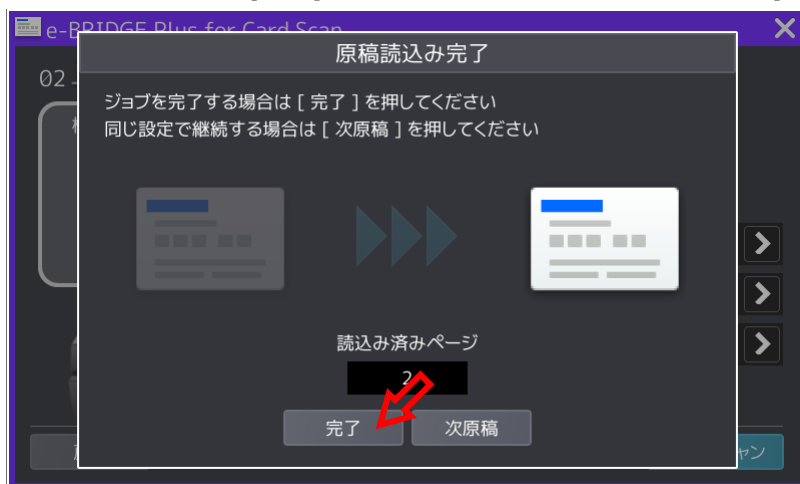 e-BRIDGE Plus for Card Scan
原稿読込み完了
02
ジョブを完了する場合は [ 完了 ] を押してください
同じ設定で継続する場合は [ 次原稿 ] を押してください
読込み済みページ
2
完了
次原稿